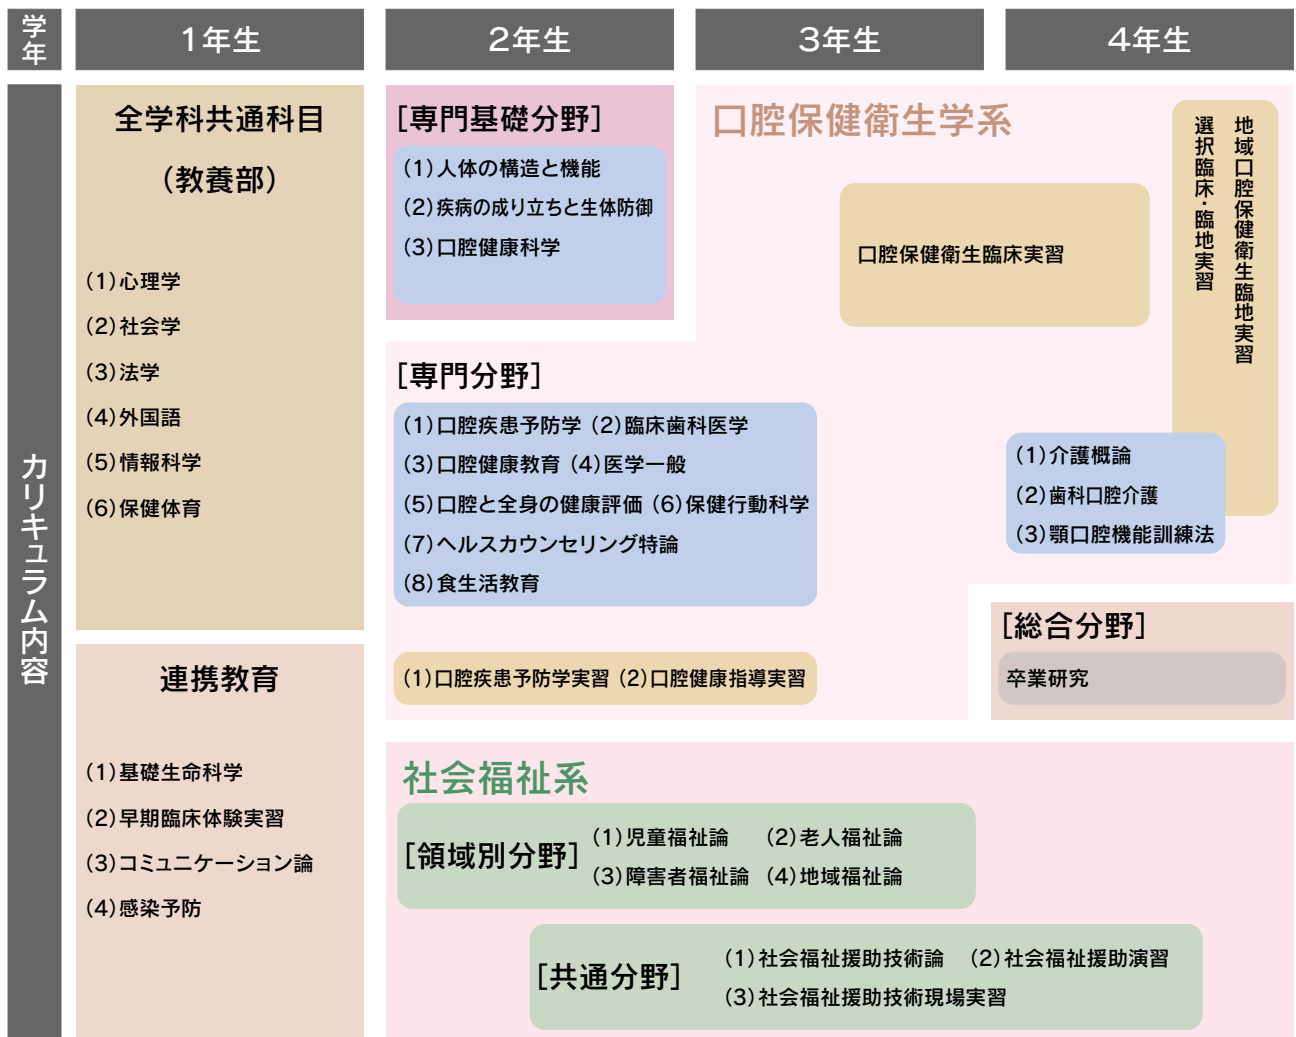 学年
1年生
2年生
3年生
4年生
カリキュラム内容
全学科共通科目
（教養部）
(1)心理学
(2)社会学
(3)法学
(4)外国語
(5)情報科学
(6)保健体育
連携教育
(1)基礎生命科学
(2)早期臨床体験実習
(3)コミュニケーション論
(4)感染予防
[専門基礎分野]
(1)人体の構造と機能
(2)疾病の成り立ちと生体防御
(3)口腔健康科学
口腔保健衛生学系
口腔保健衛生臨床実習
地域口腔保健衛生臨地実習
選択臨床・臨地実習
[専門分野]
(1)口腔疾患予防学 (2)臨床歯科医学
(3)口腔健康教育 (4)医学一般
(5)口腔と全身の健康評価 (6)保健行動科学
(7)ヘルスカウンセリング特論
(8)食生活教育
(1)介護概論
(2)歯科口腔介護
(3)顎口腔機能訓練法
(1)口腔疾患予防学実習 (2)口腔健康指導実習
[総合分野]
卒業研究
社会福祉系
[領域別分野]
(1)児童福祉論 (2)老人福祉論
(3)障害者福祉論 (4)地域福祉論
[共通分野]
(1)社会福祉援助技術論 (2)社会福祉援助演習
(3)社会福祉援助技術現場実習